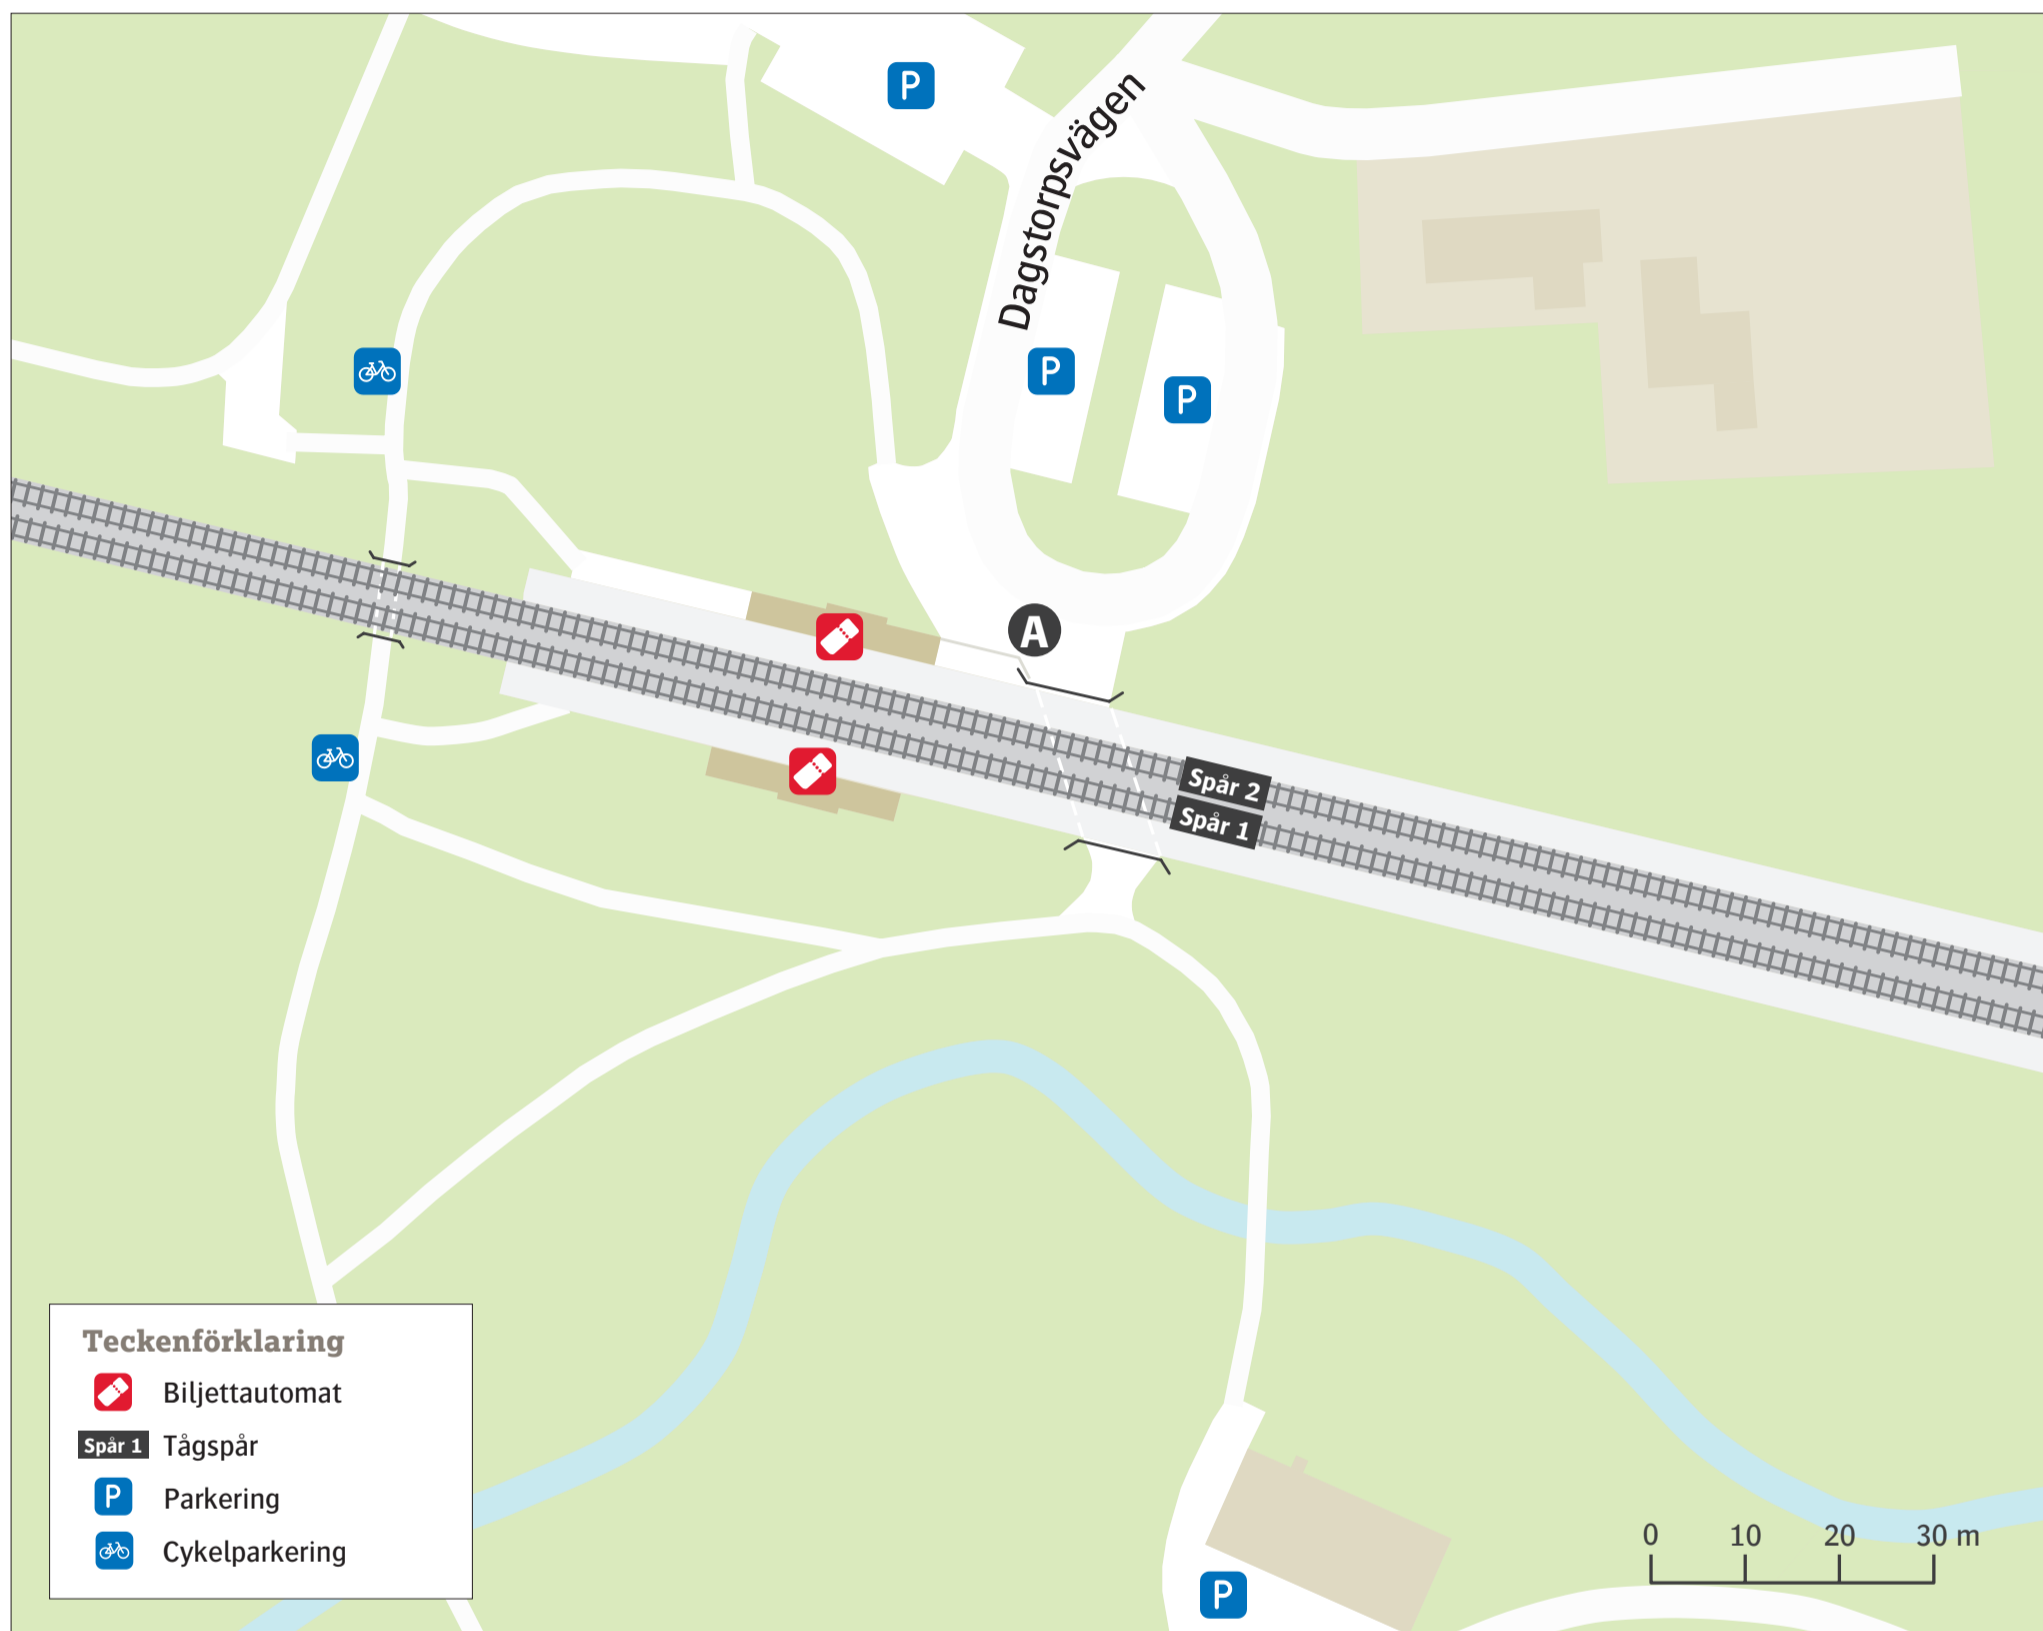 P
Dagstorpsvägen
P
P
A
Spår 2
Spår 1
Teckenförklaring
Biljettautomat
Spår 1 Tågspår
P Parkering
Cykelparkering
P
0 10 20 30 m